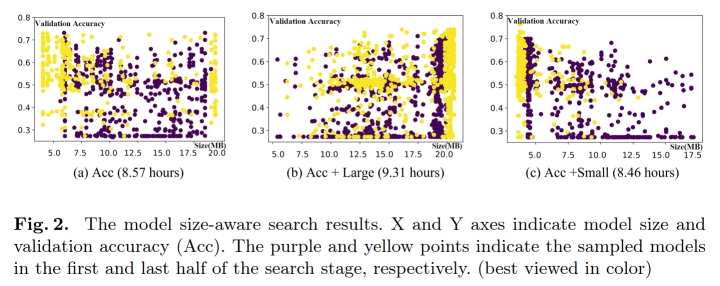 0.8
Validation Accuracy
0.7
0.6
0.5
0.4
0.3
Size(MB)
5.0 7.5 10.0 12.5 15.0 18.0 20.0
(a) Acc (8.57 hours)
0.8
Validation Accuracy
0.7
0.6
0.5
0.4
0.3
Size(MB)
5.0 7.5 10.0 12.5 15.0 18.0 20.0
(b) Acc + Large (9.31 hours)
0.8
Validation Accuracy
0.7
0.6
0.5
0.4
0.3
Size(MB)
5.0 7.5 10.0 12.5 15.0 17.5
(c) Acc +Small (8.46 hours)
Fig. 2. The model size-aware search results. X and Y axes indicate model size and
validation accuracy (Acc). The purple and yellow points indicate the sampled models
in the first and last half of the search stage, respectively. (best viewed in color)